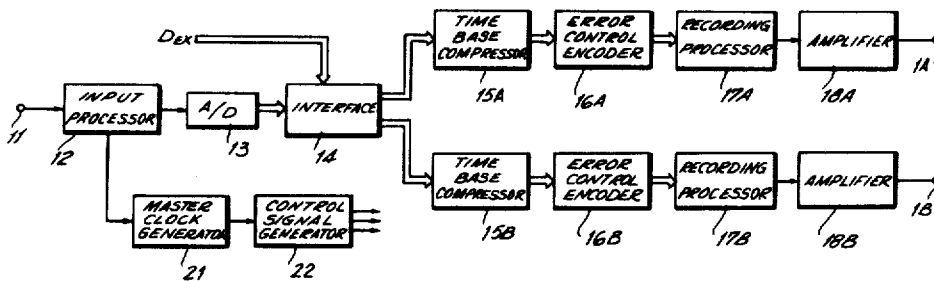 DEX
11
INPUT
PROCESSOR
12
A/D
13
INTERFACE
14
TIME
BASE
COMPRESSOR
15A
ERROR
CONTROL
ENCODER
16A
RECORDING
PROCESSOR
17A
AMPLIFIER
18A
1A
TIME
BASE
COMPRESSOR
15B
ERROR
CONTROL
ENCODER
16B
RECORDING
PROCESSOR
17B
AMPLIFIER
18B
1B
MASTER
CLOCK
GENERATOR
21
CONTROL
SIGNAL
GENERATOR
22